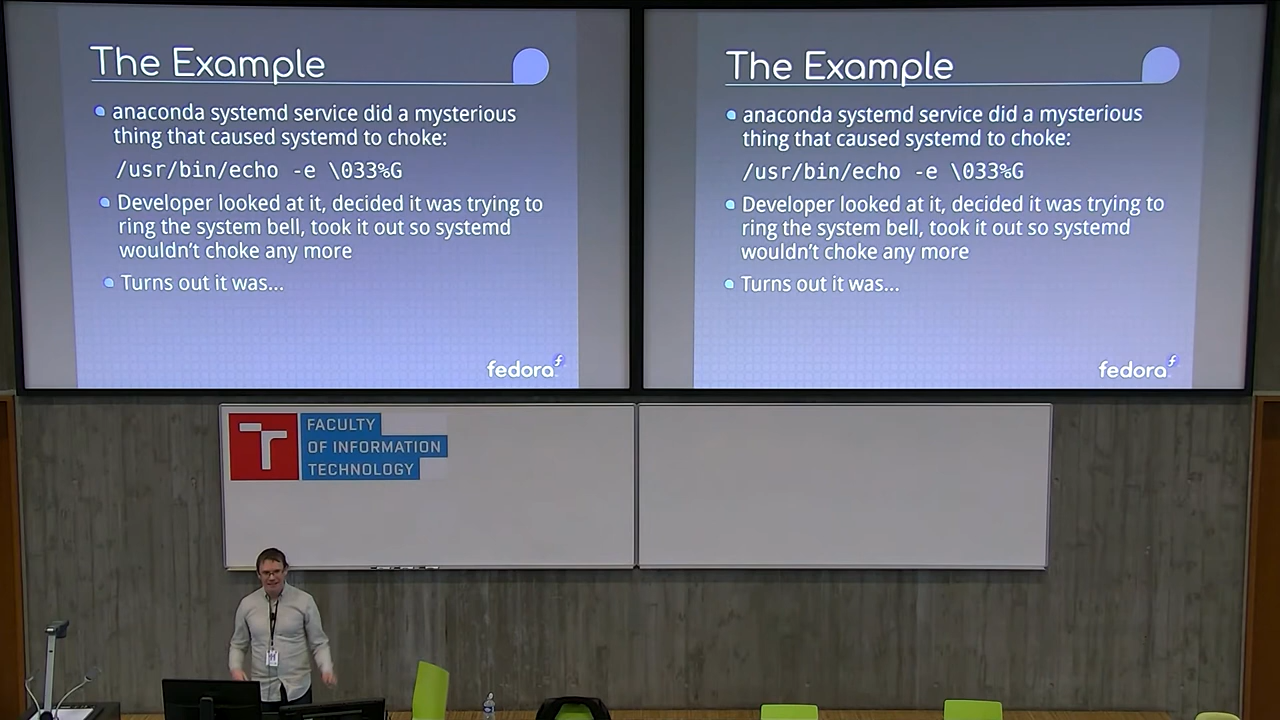 The Example
anaconda systemd service did a mysterious
thing that caused systemd to choke:
/usr/bin/echo -e \033%G
Developer looked at it, decided it was trying to
ring the system bell, took it out so systemd
wouldn't choke any more
Turns out it was...
fedora
The Example
anaconda systemd service did a mysterious
thing that caused systemd to choke:
/usr/bin/echo -e \033%G
Developer looked at it, decided it was trying to
ring the system bell, took it out so systemd
wouldn't choke any more
Turns out it was...
fedora
FACULTY
OF INFORMATION
TECHNOLOGY